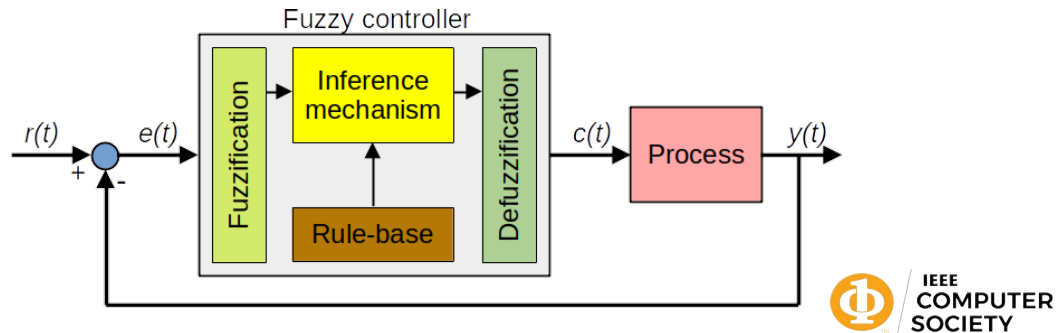 Fuzzy controller
r(t)
+
-
e(t)
Fuzzification
Inference
mechanism
Rule-base
Defuzzification
c(t)
Process
y(t)
IEEE
COMPUTER
SOCIETY